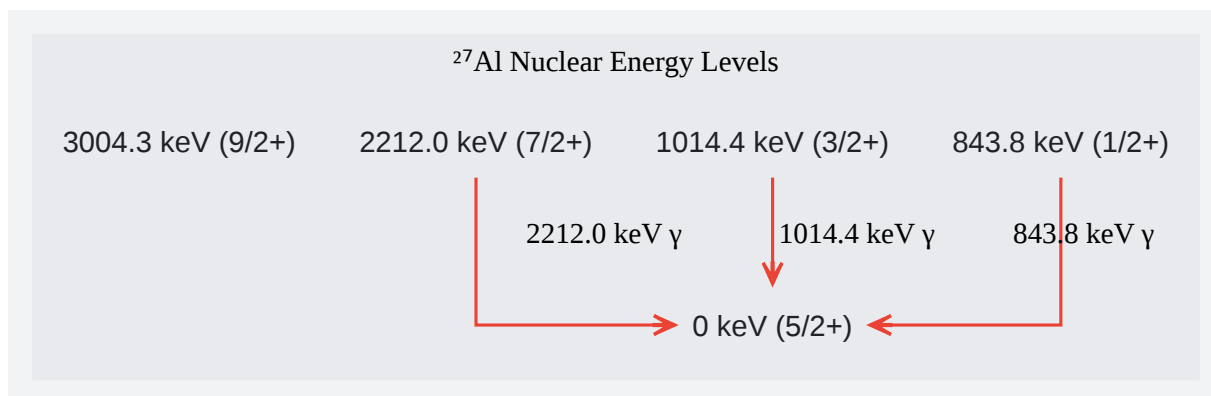 ²⁷Al Nuclear Energy Levels
3004.3 keV (9/2+) 2212.0 keV (7/2+) 1014.4 keV (3/2+) 843.8 keV (1/2+)
2212.0 keV γ 1014.4 keV γ 843.8 keV γ
0 keV (5/2+)